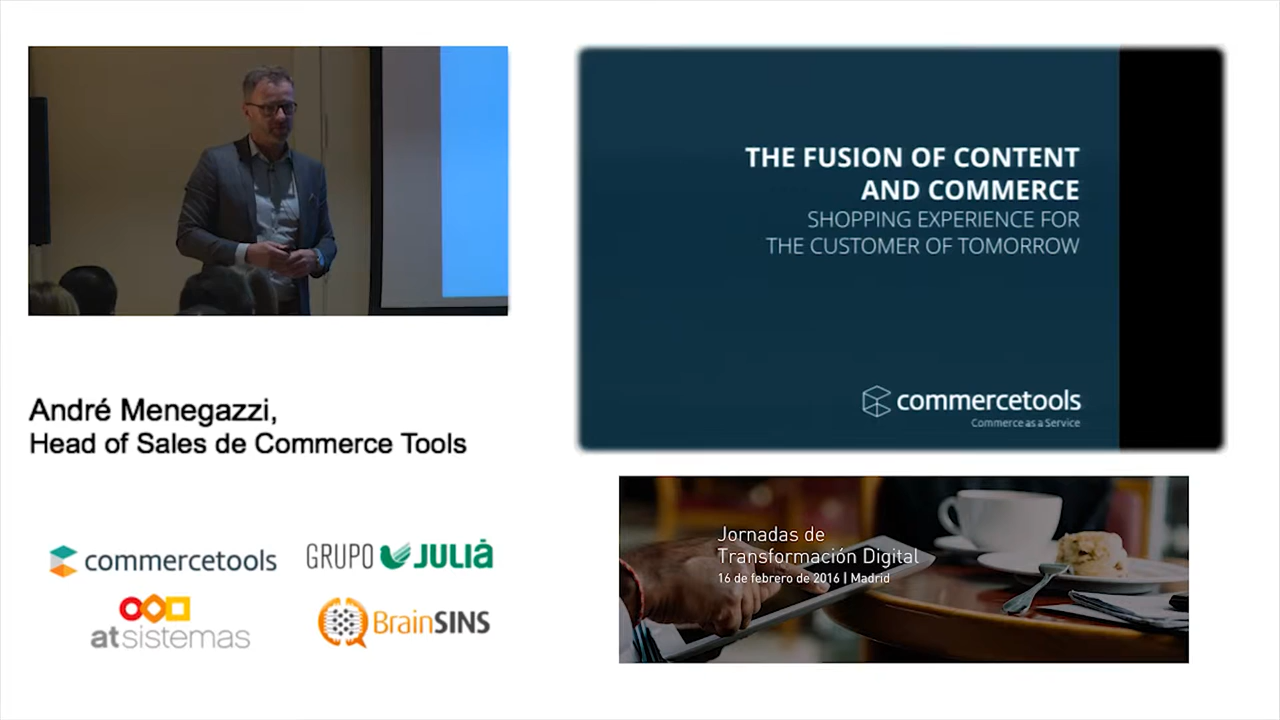 THE FUSION OF CONTENT
AND COMMERCE
SHOPPING EXPERIENCE FOR
THE CUSTOMER OF TOMORROW
commercetools
Commerce as a Service
André Menegazzi,
Head of Sales de Commerce Tools
commercetools
GRUPO JULIÀ
atsistemas
BrainSINS
Jornadas de
Transformación Digital
16 de febrero de 2016 | Madrid